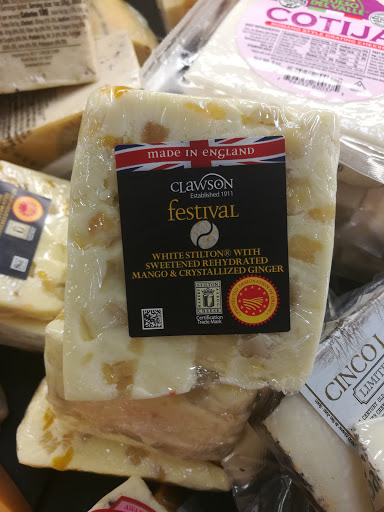 MADE IN ENGLAND
CLAWSON
Established 1911
festival
WHITE STILTON® WITH
SWEETENED REHYDRATED
MANGO & CRYSTALLIZED GINGER
STILTON
CHEESE
Certification
Trade Mark
COTIJA
CINCO
LIMIT